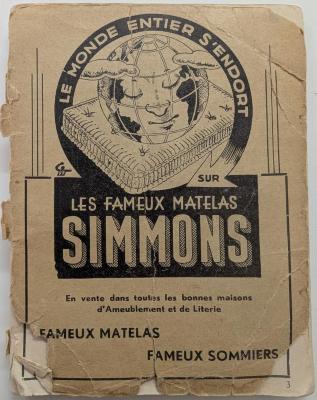 LE MONDE ENTIER S'ENDORT
SUR
LES FAMEUX MATELAS
SIMMONS
En vente dans toutes les bonnes maisons
d'Ameublement et de Literie
FAMEUX MATELAS
FAMEUX SOMMIERS
3